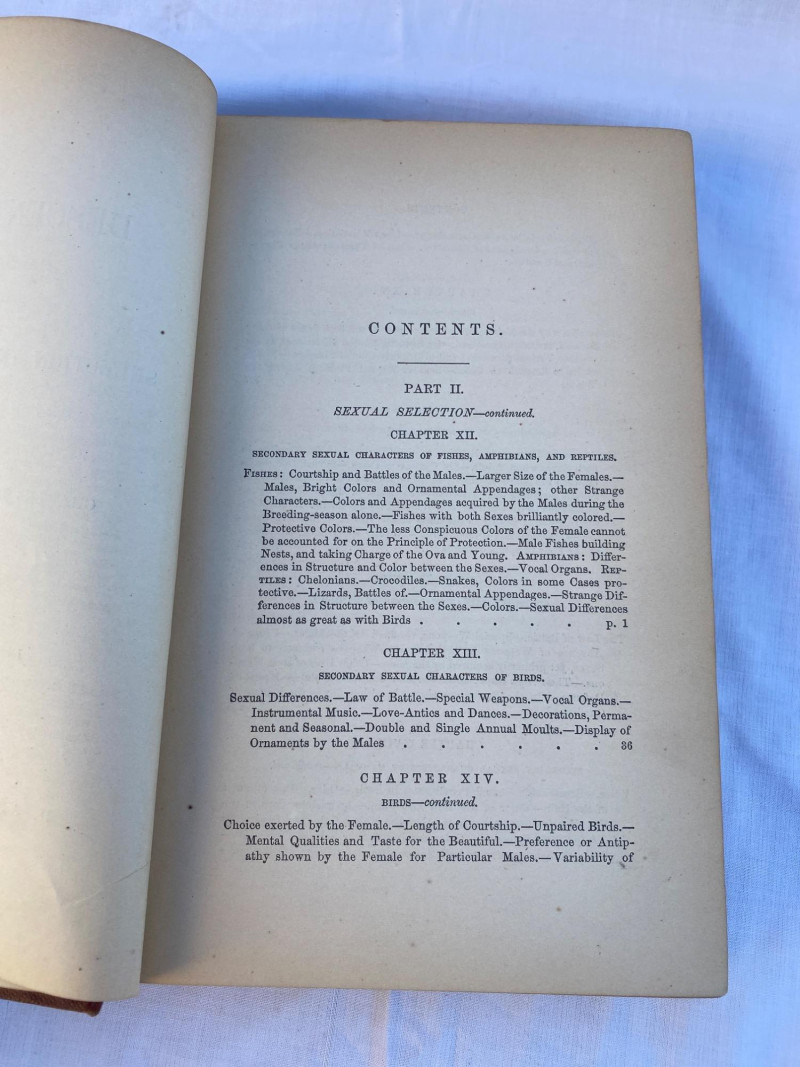 CONTENTS.
PART II.
SEXUAL SELECTION—continued.
CHAPTER XII.
SECONDARY SEXUAL CHARACTERS OF FISHES, AMPHIBIANS, AND REPTILES.
FISHES: Courtship and Battles of the Males.—Larger Size of the Females.—
Males, Bright Colors and Ornamental Appendages; other Strange
Characters.—Colors and Appendages acquired by the Males during the
Breeding-season alone.—Fishes with both Sexes brilliantly colored.—
Protective Colors.—The less Conspicuous Colors of the Female cannot
be accounted for on the Principle of Protection.—Male Fishes building
Nests, and taking Charge of the Ova and Young. AMPHIBIANS: Differ-
ences in Structure and Color between the Sexes.—Vocal Organs. REP-
TILES: Chelonians.—Crocodiles.—Snakes, Colors in some Cases pro-
tective.—Lizards, Battles of.—Ornamental Appendages.—Strange Dif-
ferences in Structure between the Sexes.—Colors.—Sexual Differences
almost as great as with Birds . . . . . p. 1
CHAPTER XIII.
SECONDARY SEXUAL CHARACTERS OF BIRDS.
Sexual Differences.—Law of Battle.—Special Weapons.—Vocal Organs.—
Instrumental Music.—Love-Antics and Dances.—Decorations, Perma-
nent and Seasonal.—Double and Single Annual Moults.—Display of
Ornaments by the Males . . . . . . 36
CHAPTER XIV.
BIRDS—continued.
Choice exerted by the Female.—Length of Courtship.—Unpaired Birds.—
Mental Qualities and Taste for the Beautiful.—Preference or Antip-
athy shown by the Female for Particular Males.—Variability of